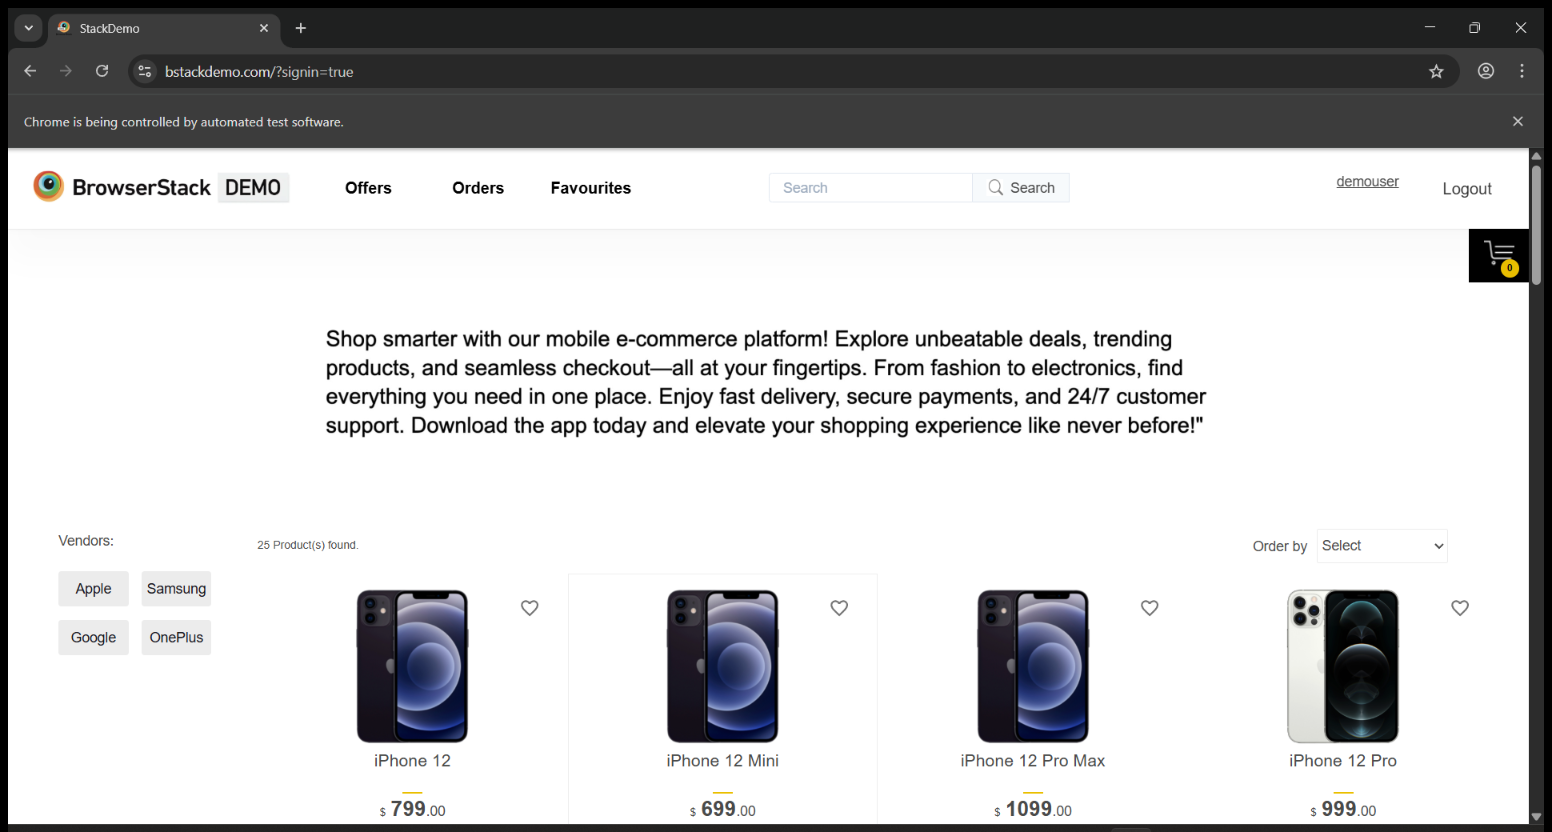 StackDemo
bstackdemo.com/?signin=true
Chrome is being controlled by automated test software.
BrowserStack DEMO Offers Orders Favourites Search Search demouser Logout
0
Shop smarter with our mobile e-commerce platform! Explore unbeatable deals, trending
products, and seamless checkout—all at your fingertips. From fashion to electronics, find
everything you need in one place. Enjoy fast delivery, secure payments, and 24/7 customer
support. Download the app today and elevate your shopping experience like never before!"
Vendors: 25 Product(s) found. Order by Select
Apple Samsung
Google OnePlus
iPhone 12 iPhone 12 Mini iPhone 12 Pro Max iPhone 12 Pro
$ 799.00 $ 699.00 $ 1099.00 $ 999.00